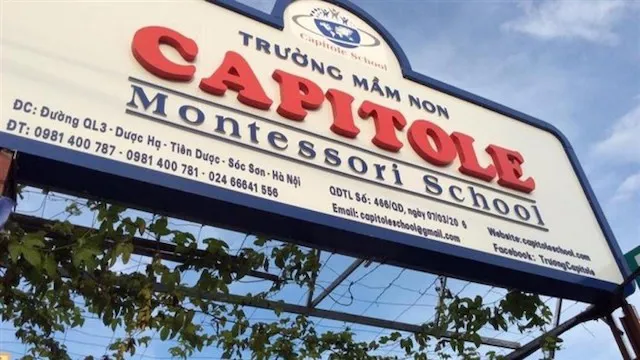 Capitole School
TRƯỜNG MẦM NON
CAPITOLE
Montessori School
ĐC: Đường QL3 - Dược Hạ - Tiên Dược - Sóc Sơn - Hà Nội
ĐT: 0981 400 787 - 0981 400 781 - 024 66641 556
QĐTL Số: 466/QĐ, ngày 07/03/20 6
Email: capitoleschool@gmail.com
Website: capitoleschool.com
Facebook: TruongCapitole